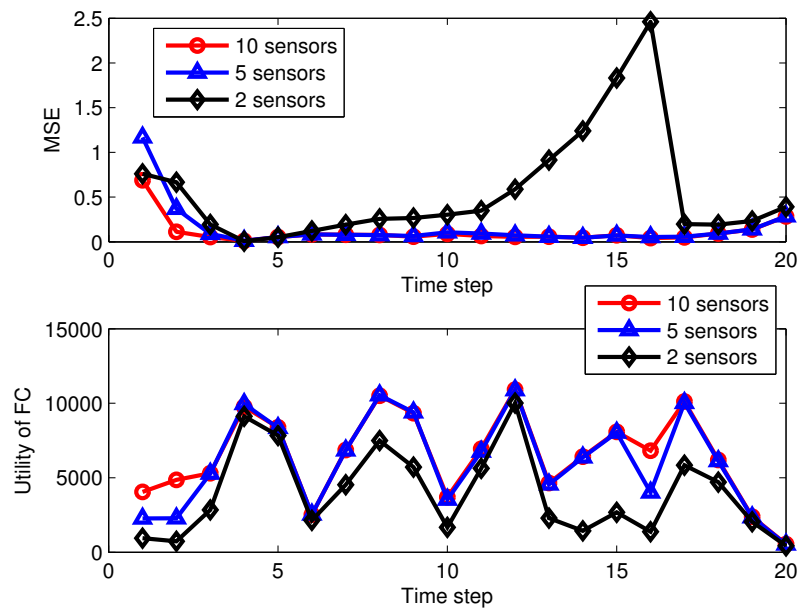 2.5
2
1.5
1
0.5
0
MSE
10 sensors
5 sensors
2 sensors
0 5 10 15 20
Time step
15000
10000
5000
0
Utility of FC
10 sensors
5 sensors
2 sensors
0 5 10 15 20
Time step